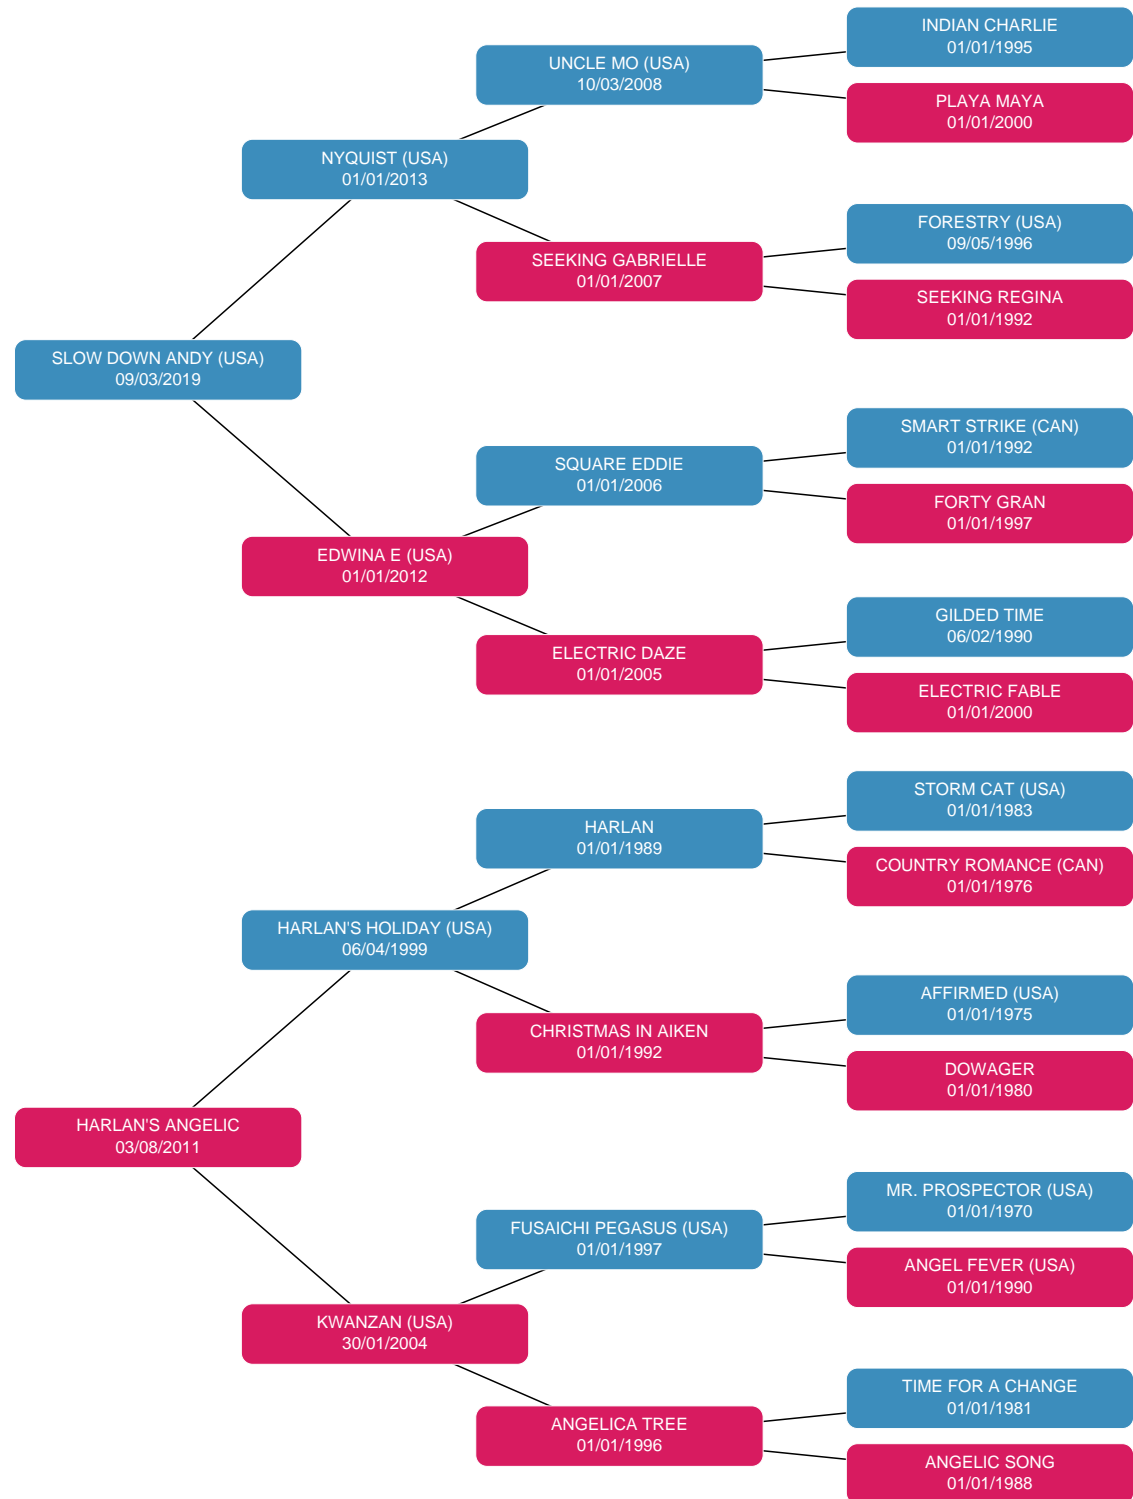 INDIAN CHARLIE
01/01/1995
UNCLE MO (USA)
10/03/2008
PLAYA MAYA
01/01/2000
NYQUIST (USA)
01/01/2013
FORESTRY (USA)
09/05/1996
SEEKING GABRIELLE
01/01/2007
SEEKING REGINA
01/01/1992
SLOW DOWN ANDY (USA)
09/03/2019
SMART STRIKE (CAN)
01/01/1992
SQUARE EDDIE
01/01/2006
FORTY GRAN
01/01/1997
EDWINA E (USA)
01/01/2012
GILDED TIME
06/02/1990
ELECTRIC DAZE
01/01/2005
ELECTRIC FABLE
01/01/2000
STORM CAT (USA)
01/01/1983
HARLAN
01/01/1989
COUNTRY ROMANCE (CAN)
01/01/1976
HARLAN'S HOLIDAY (USA)
06/04/1999
AFFIRMED (USA)
01/01/1975
CHRISTMAS IN AIKEN
01/01/1992
DOWAGER
01/01/1980
HARLAN'S ANGELIC
03/08/2011
MR. PROSPECTOR (USA)
01/01/1970
FUSAICHI PEGASUS (USA)
01/01/1997
ANGEL FEVER (USA)
01/01/1990
KWANZAN (USA)
30/01/2004
TIME FOR A CHANGE
01/01/1981
ANGELICA TREE
01/01/1996
ANGELIC SONG
01/01/1988